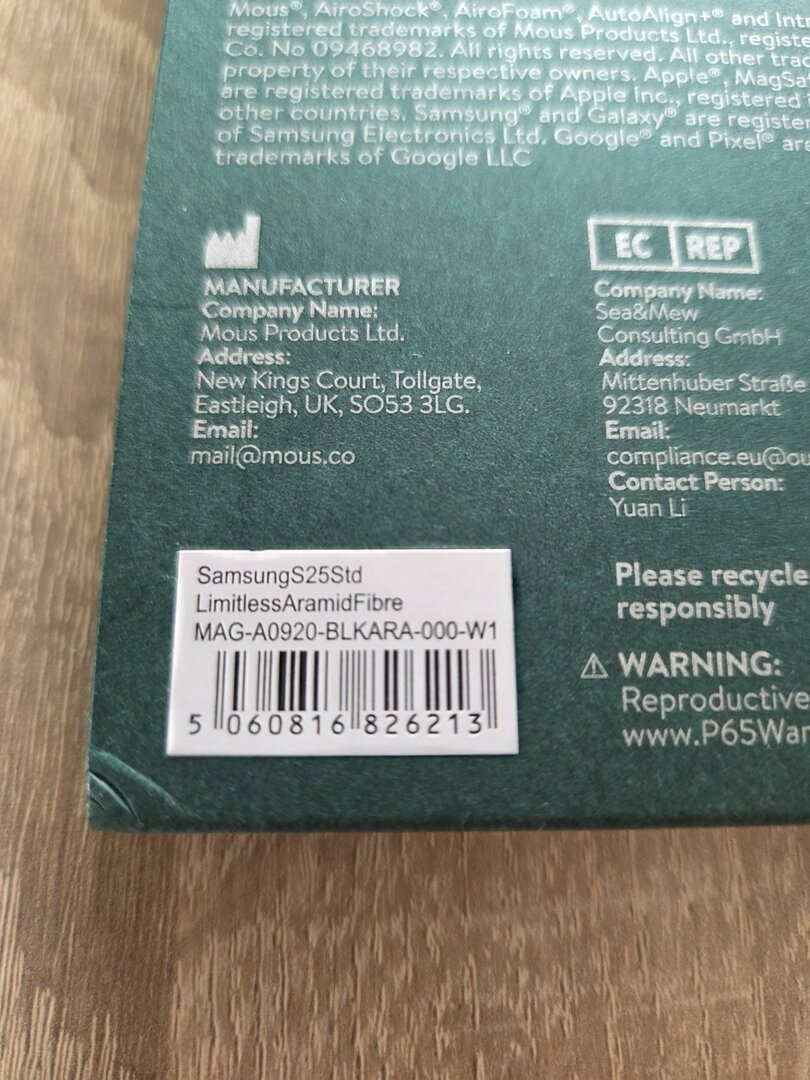 Mous®, AiroShock®, AiroFoam®, AutoAlign+® and
registered trademarks of Mous Products Ltd.,
Co. No 09468982. All rights reserved. All other
property of their respective owners. Apple®,
are registered trademarks of Apple Inc., registered
other countries. Samsung® and Galaxy® are
of Samsung Electronics Ltd. Google® and Pixel® are
trademarks of Google LLC
MANUFACTURER
Company Name:
Mous Products Ltd.
Address:
New Kings Court, Tollgate,
Eastleigh, UK, SO53 3LG.
Email:
mail@mous.co
EC REP
Company Name:
Sea&Mew
Consulting GmbH
Address:
Mittenhuber Straße
92318 Neumarkt
Email:
compliance.eu@ou
Contact Person:
Yuan Li
Please recycle
responsibly
⚠ WARNING:
Reproductive
www.P65War
SamsungS25Std
LimitlessAramidFibre
MAG-A0920-BLKARA-000-W1
5 060816 826213